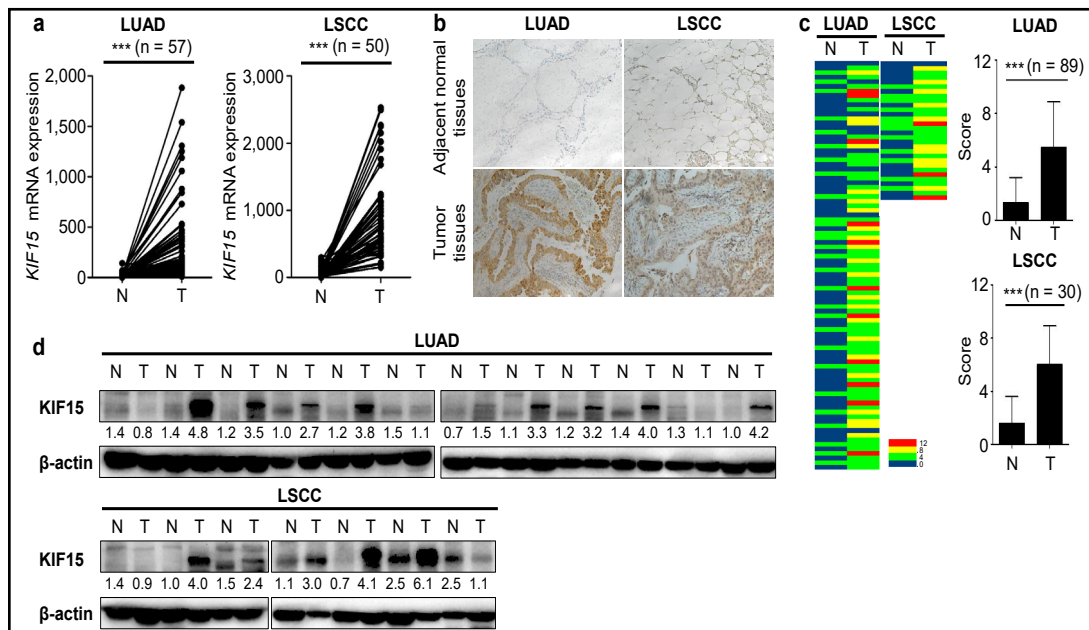 a
LUAD
*** (n = 57)
KIF15 mRNA expression
2,000
1,500
1,000
500
0
N T
LSCC
*** (n = 50)
KIF15 mRNA expression
3,000
2,000
1,000
0
N T
b
LUAD LSCC
Adjacent normal
tissues
Tumor
tissues
c
LUAD LSCC
N T N T
12
8
4
0
LUAD
*** (n = 89)
Score
12
8
4
0
N T
LSCC
*** (n = 30)
Score
12
8
4
0
N T
d
LUAD
N T N T N T N T N T N T N T N T N T N T N T N T
KIF15
1.4 0.8 1.4 4.8 1.2 3.5 1.0 2.7 1.2 3.8 1.5 1.1 0.7 1.5 1.1 3.3 1.2 3.2 1.4 4.0 1.3 1.1 1.0 4.2
β-actin
LSCC
N T N T N T N T N T N T N T
KIF15
1.4 0.9 1.0 4.0 1.5 2.4 1.1 3.0 0.7 4.1 2.5 6.1 2.5 1.1
β-actin